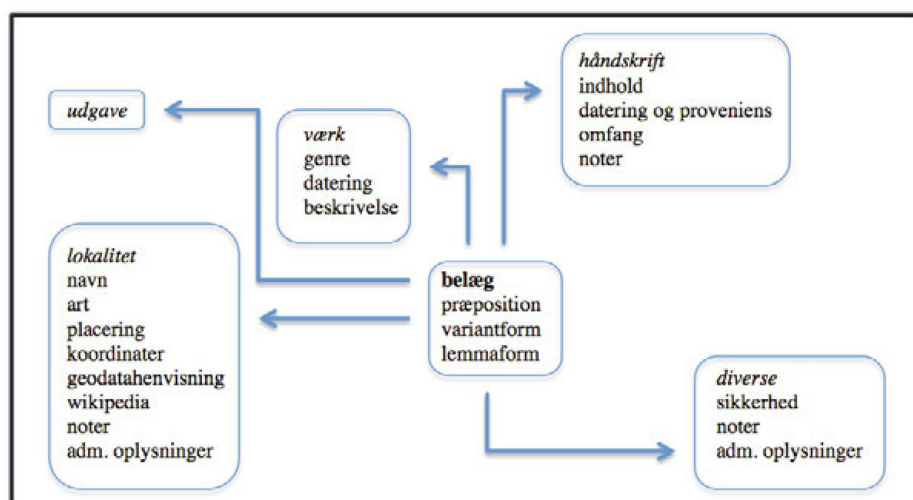 udgave
værk
genre
datering
beskrivelse
håndskrift
indhold
datering og proveniens
omfang
noter
lokalitet
navn
art
placering
koordinater
geodatahenvisning
wikipedia
noter
adm. oplysninger
belæg
præposition
variantform
lemmaform
diverse
sikkerhed
noter
adm. oplysninger